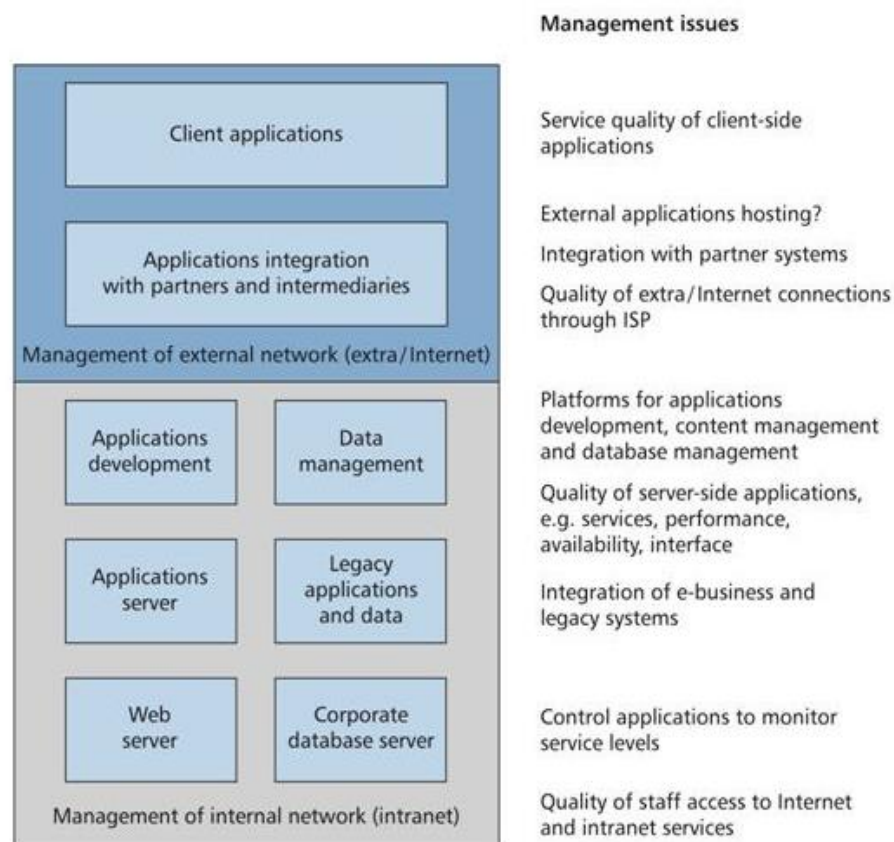 Management issues
Client applications
Service quality of client-side
applications
External applications hosting?
Applications integration
with partners and intermediaries
Integration with partner systems
Quality of extra/Internet connections
through ISP
Management of external network (extra/Internet)
Applications
development
Data
management
Platforms for applications
development, content management
and database management
Quality of server-side applications,
e.g. services, performance,
availability, interface
Applications
server
Legacy
applications
and data
Integration of e-business and
legacy systems
Web
server
Corporate
database server
Control applications to monitor
service levels
Management of internal network (intranet)
Quality of staff access to Internet
and intranet services